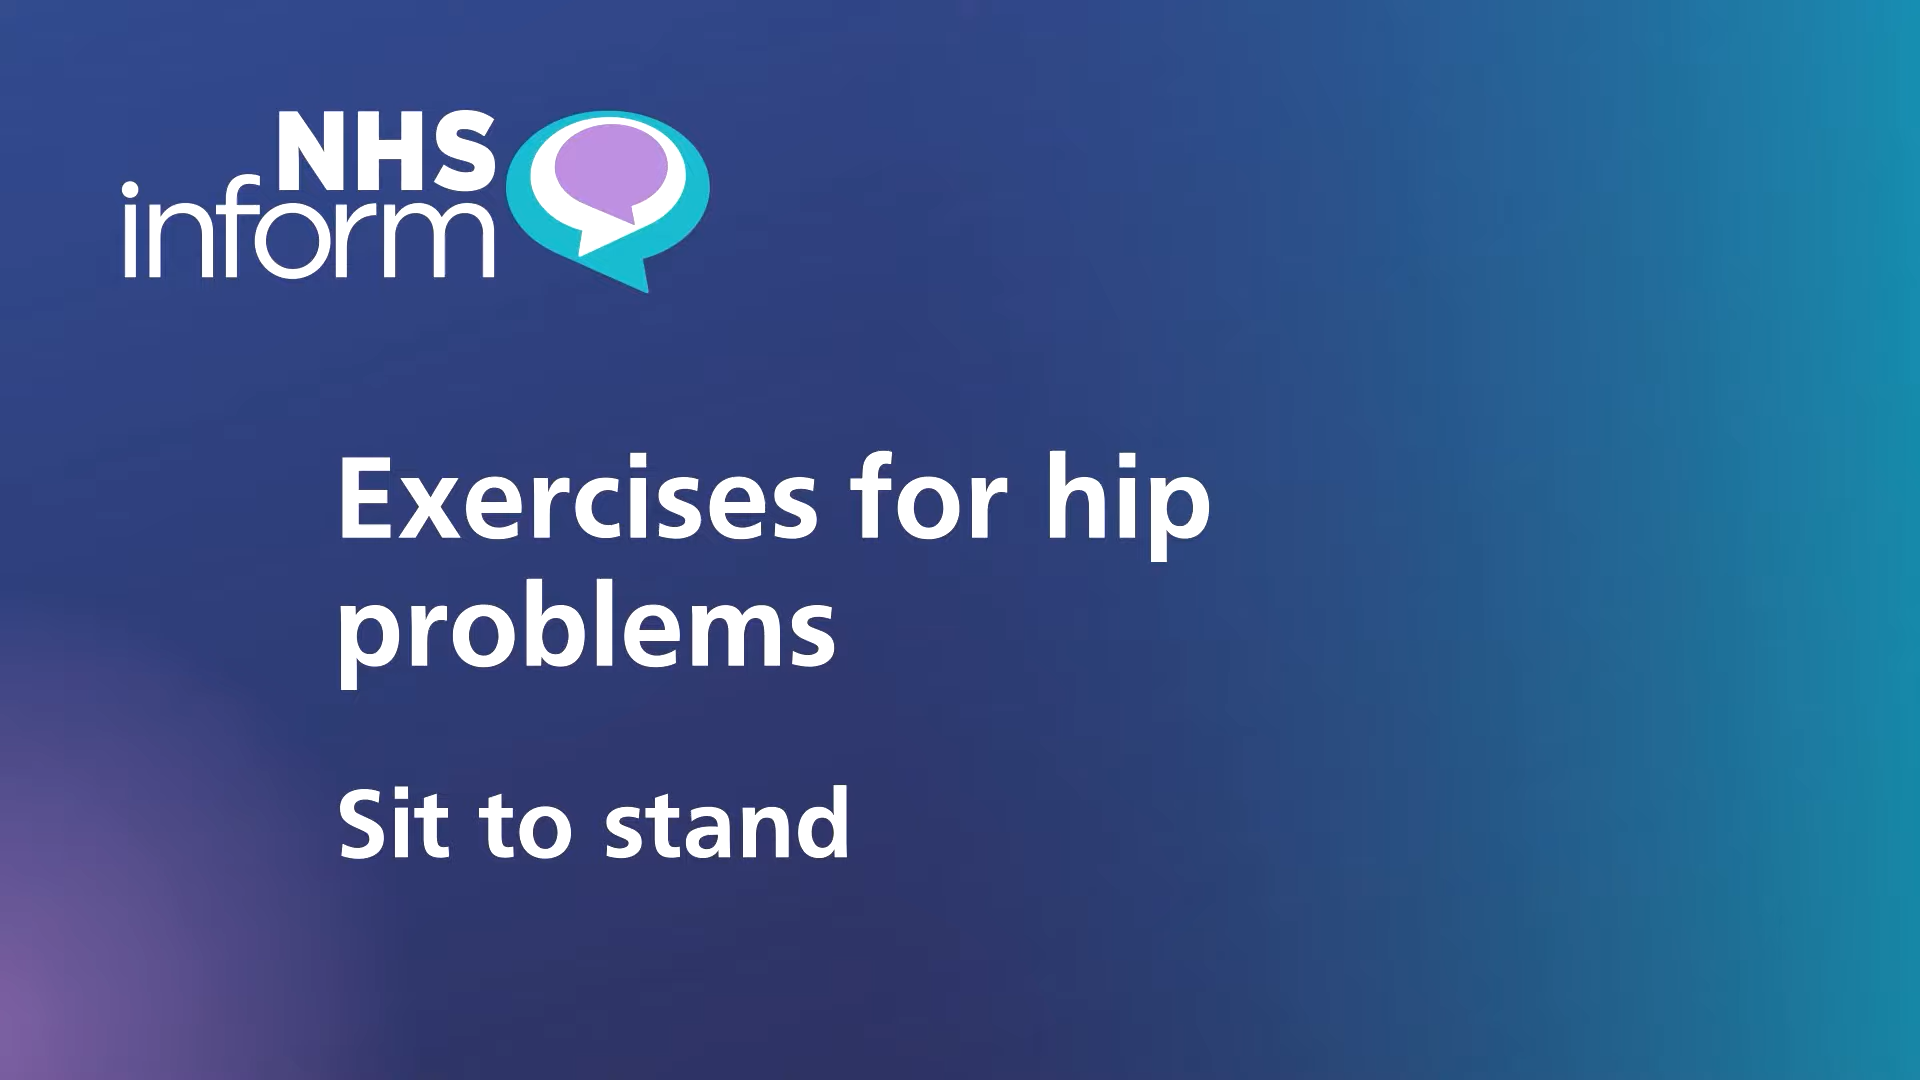 NHS
inform
Exercises for hip
problems
Sit to stand